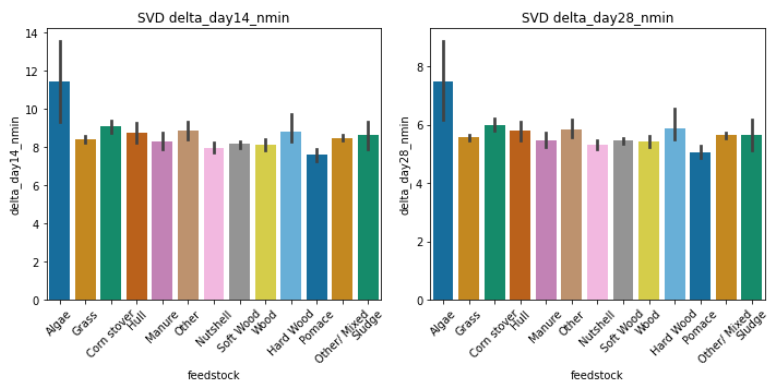 SVD delta_day14_nmin
14
12
10
8
6
4
2
0
delta_day14_nmin
Algae
Grass
Corn stover
Hull
Manure
Other
Nutshell
Soft Wood
Wood
Hard Wood
Pomace
Other/ Mixed
Sludge
feedstock
SVD delta_day28_nmin
8
6
4
2
0
delta_day28_nmin
Algae
Grass
Corn stover
Hull
Manure
Other
Nutshell
Soft Wood
Wood
Hard Wood
Pomace
Other/ Mixed
Sludge
feedstock